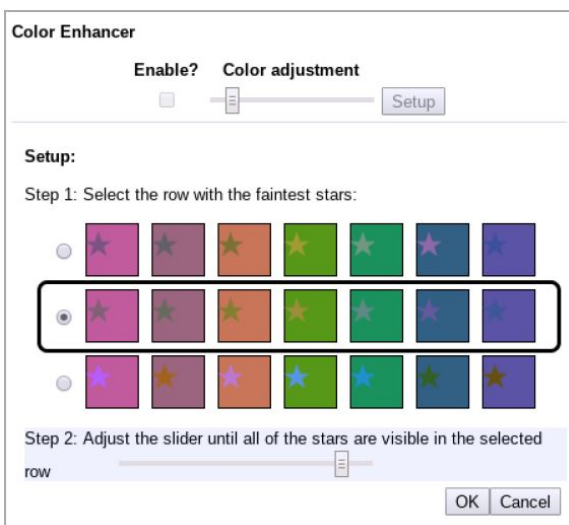 Color Enhancer
Enable? Color adjustment
Setup
Setup:
Step 1: Select the row with the faintest stars:
Step 2: Adjust the slider until all of the stars are visible in the selected
row
OK Cancel